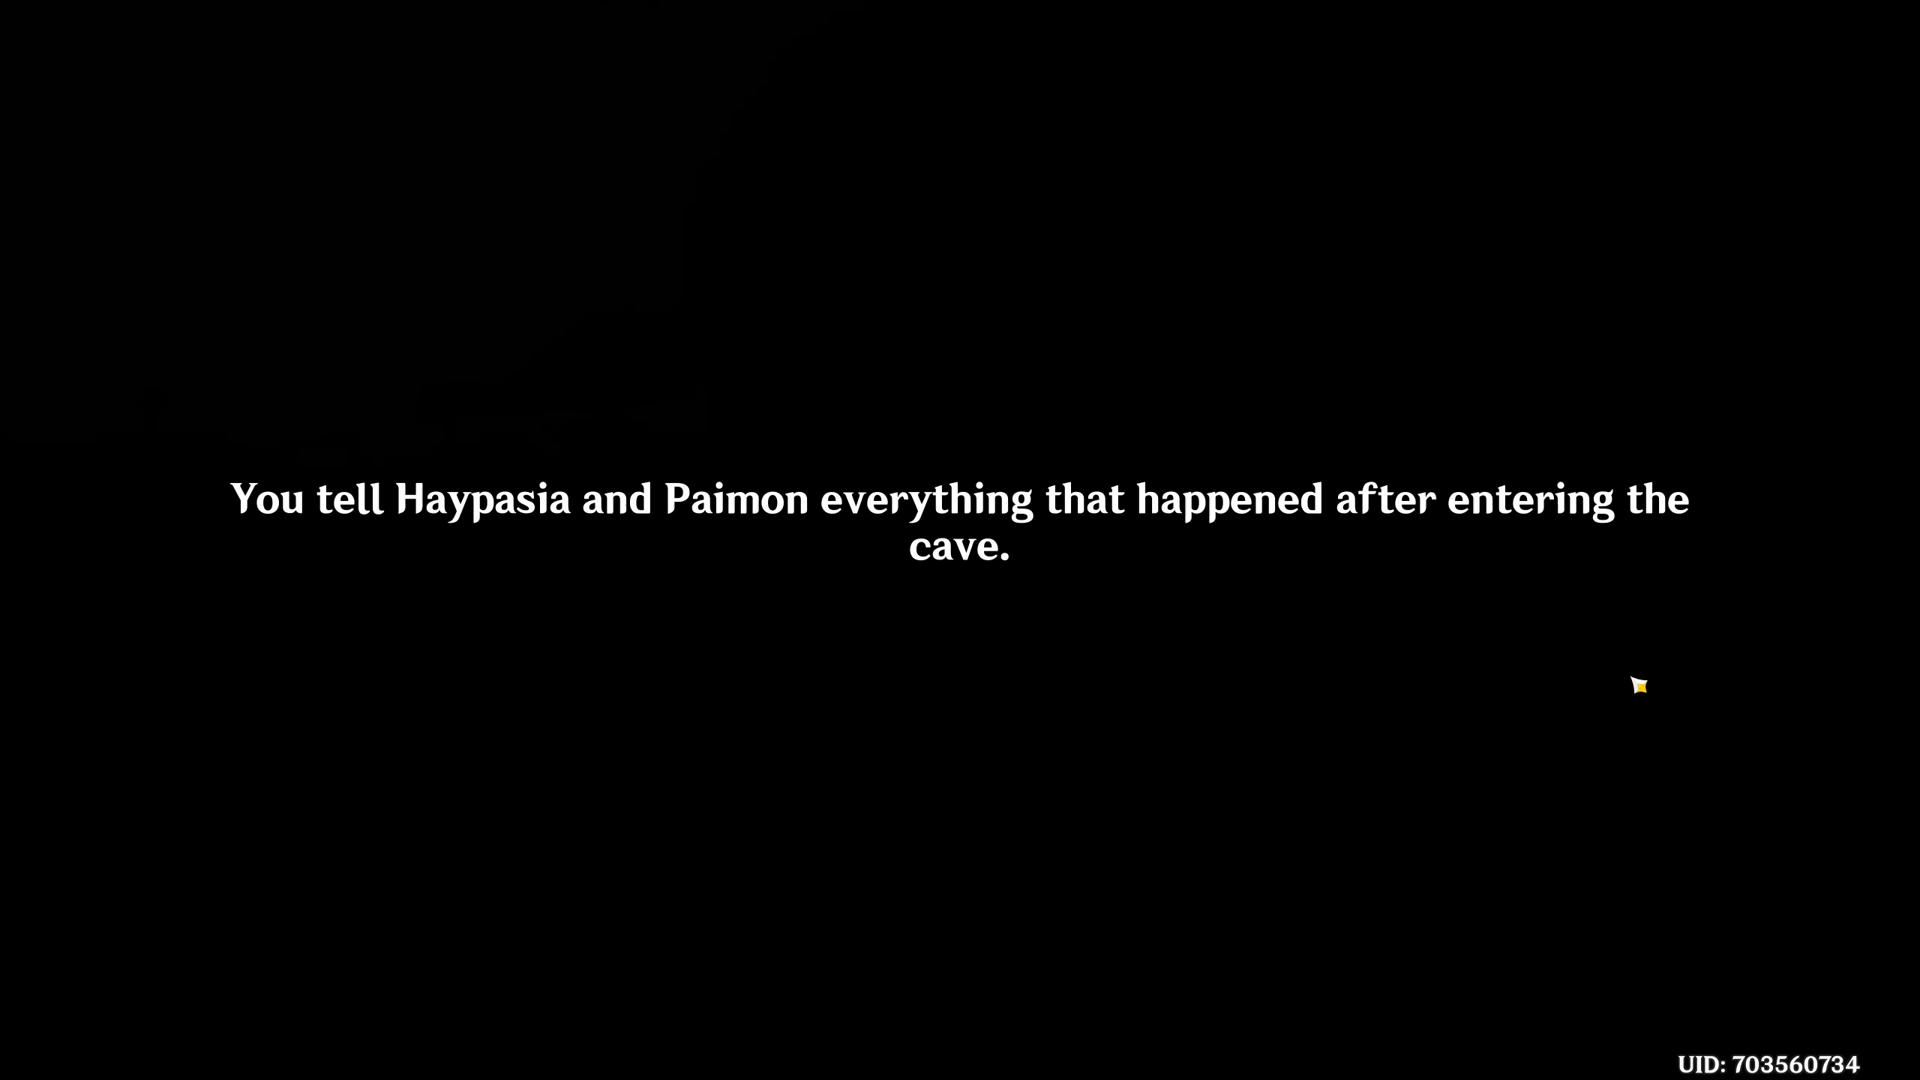 You tell Haypasia and Paimon everything that happened after entering the
cave.
UID: 703560734